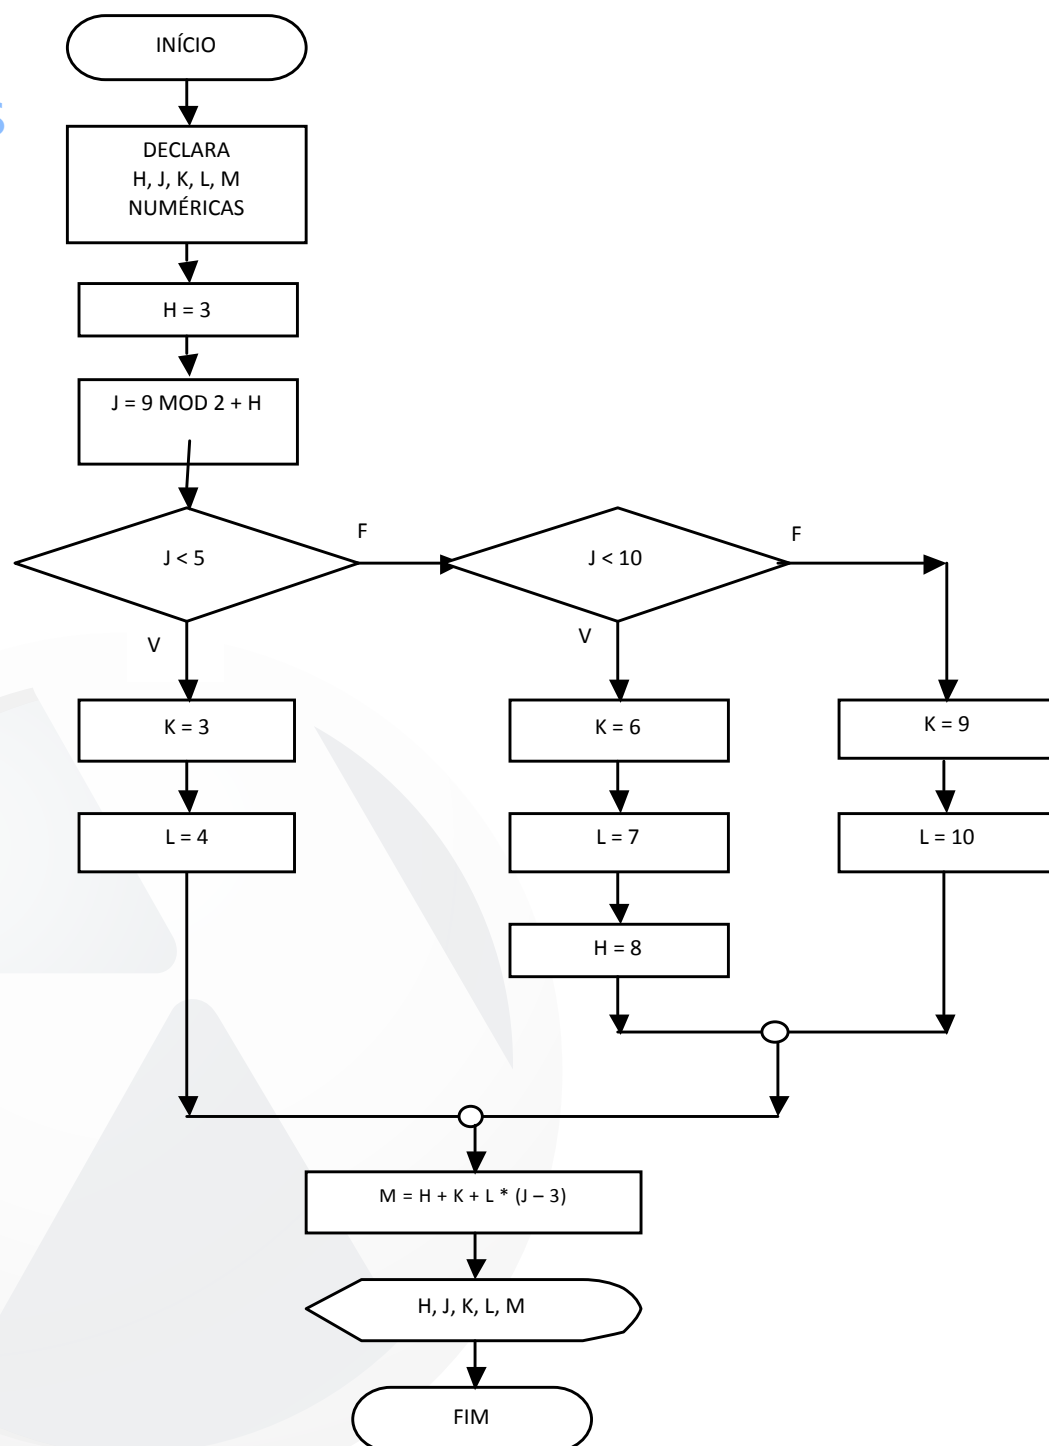 INÍCIO
DECLARA
H, J, K, L, M
NUMÉRICAS
H = 3
J = 9 MOD 2 + H
J < 5
F
J < 10
F
V
V
K = 3
K = 6
K = 9
L = 4
L = 7
L = 10
H = 8
M = H + K + L * (J – 3)
H, J, K, L, M
FIM